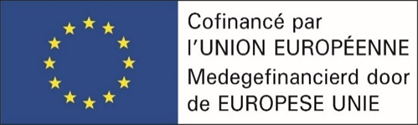 Cofinancé par
l'UNION EUROPÉENNE
Medegefinancierd door
de EUROPESE UNIE